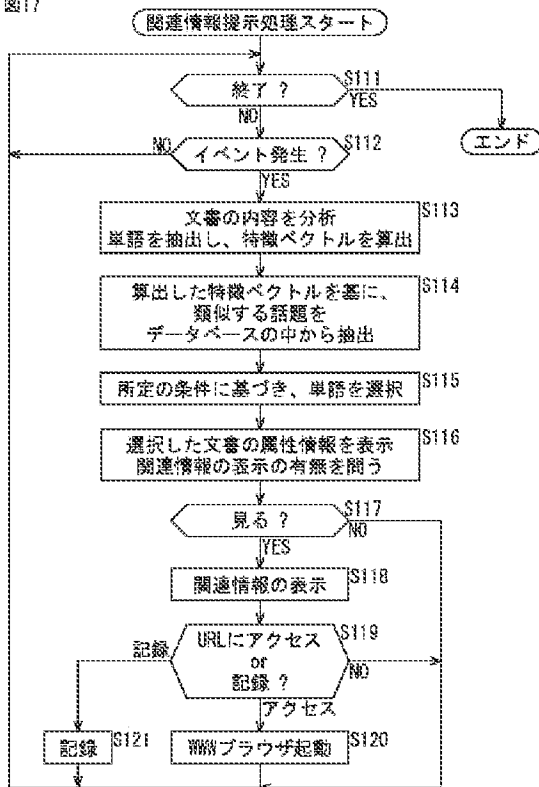 図17
関連情報提示処理スタート
終了 ?
S111
YES
NO
エンド
イベント発生 ?
S112
NO
YES
文書の内容を分析
単語を抽出し、特徴ベクトルを算出
S113
算出した特徴ベクトルを基に、
類似する話題を
データベースの中から抽出
S114
所定の条件に基づき、単語を選択
S115
選択した文書の属性情報を表示
関連情報の表示の有無を問う
S116
見る ?
S117
NO
YES
関連情報の表示
S118
URLにアクセス
or
記録 ?
S119
記録
NO
アクセス
記録
S121
WWWブラウザ起動
S120